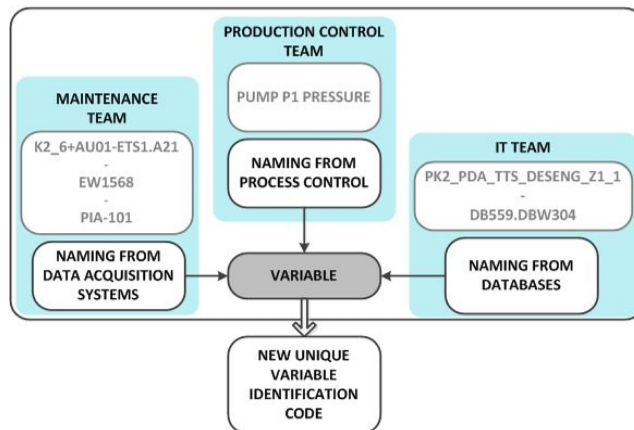 PRODUCTION CONTROL
TEAM
PUMP P1 PRESSURE
NAMING FROM
PROCESS CONTROL
MAINTENANCE
TEAM
K2_6+AU01-ETS1.A21
-
EW1568
-
PIA-101
NAMING FROM
DATA ACQUISITION
SYSTEMS
IT TEAM
PK2_PDA_TTS_DESENG_Z1_1
-
DB559.DBW304
NAMING FROM
DATABASES
VARIABLE
NEW UNIQUE
VARIABLE
IDENTIFICATION
CODE